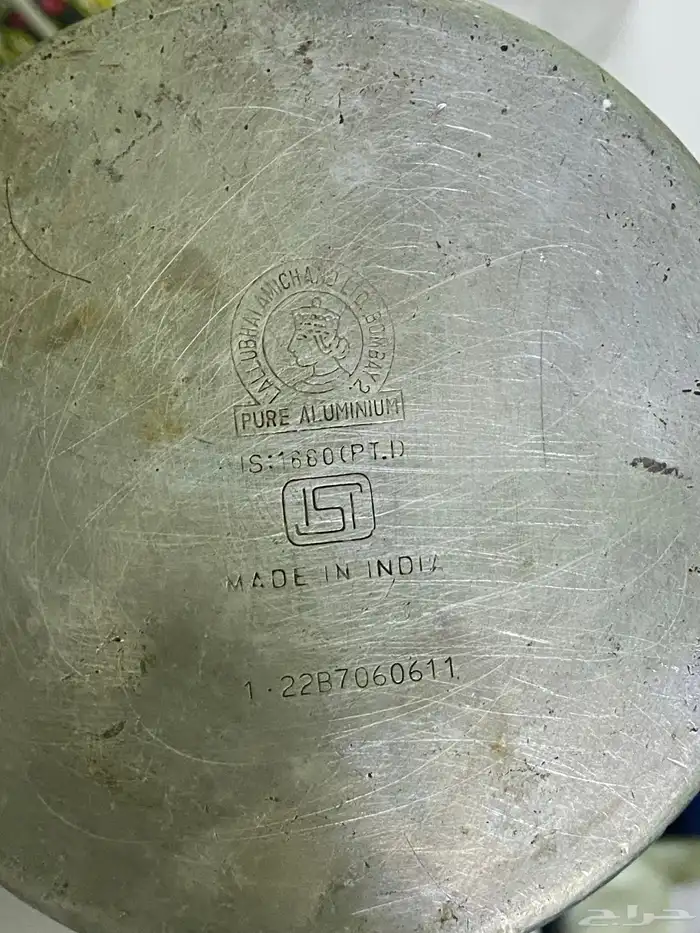 LALLUBHAI AMICHAND LTD. BOMBAY 2.
PURE ALUMINIUM
IS:1660(PT.I)
ISI
MADE IN INDIA
1.22B7060611
حراج